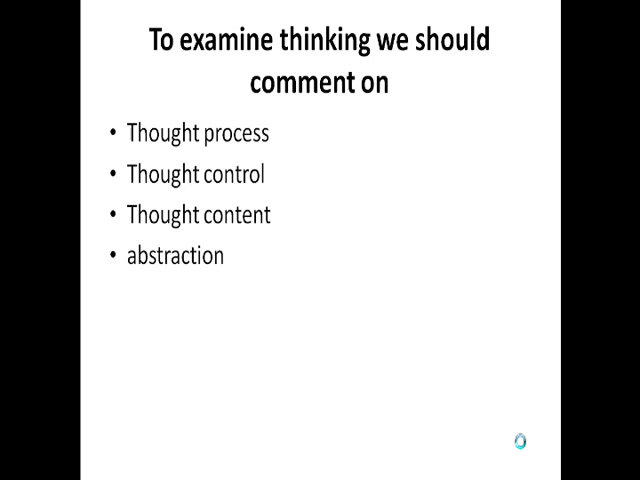 To examine thinking we should
comment on
• Thought process
• Thought control
• Thought content
• abstraction